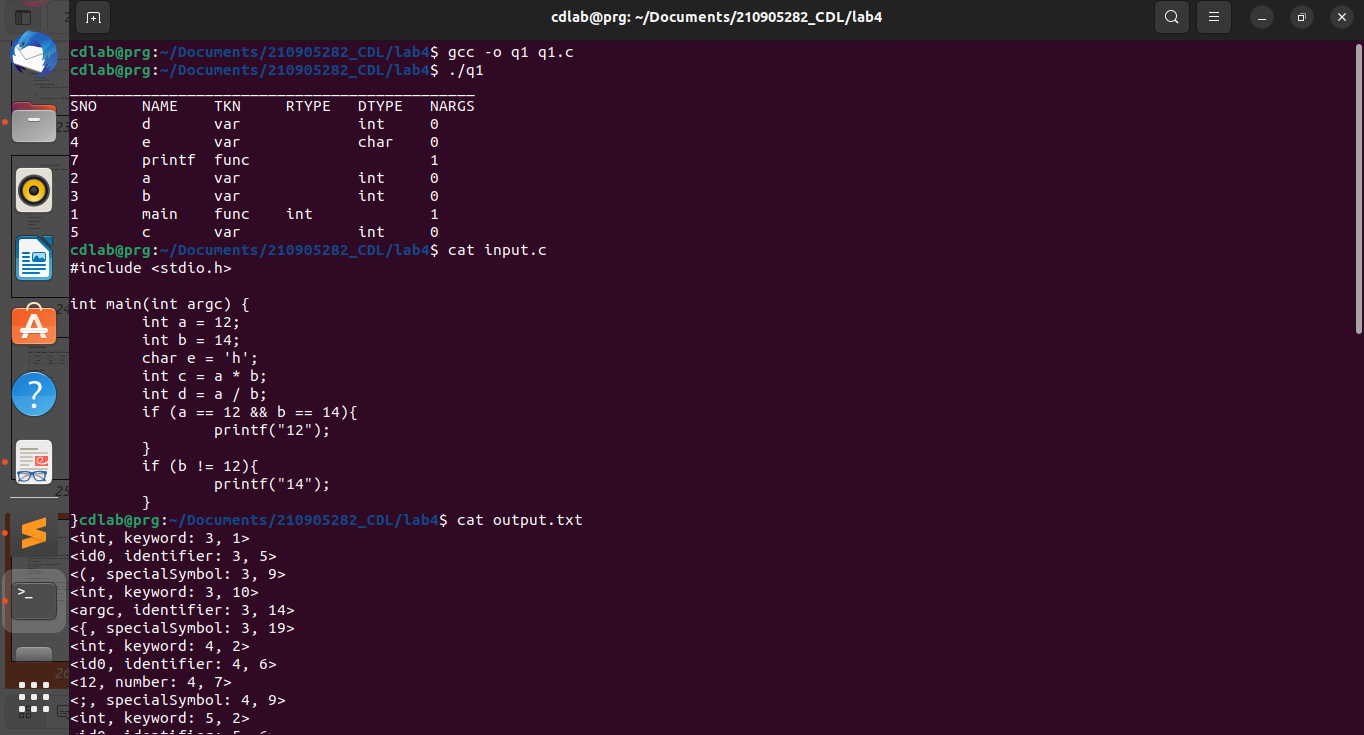 cdlab@prg: ~/Documents/210905282_CDL/lab4
cdlab@prg:~/Documents/210905282_CDL/lab4$ gcc -o q1 q1.c
cdlab@prg:~/Documents/210905282_CDL/lab4$ ./q1
_____________________________________________
SNO NAME TKN RTYPE DTYPE NARGS
6 d var int 0
4 e var char 0
7 printf func 1
2 a var int 0
3 b var int 0
1 main func int 1
5 c var int 0
cdlab@prg:~/Documents/210905282_CDL/lab4$ cat input.c
#include <stdio.h>
int main(int argc) {
int a = 12;
int b = 14;
char e = 'h';
int c = a * b;
int d = a / b;
if (a == 12 && b == 14){
printf("12");
}
if (b != 12){
printf("14");
}
}cdlab@prg:~/Documents/210905282_CDL/lab4$ cat output.txt
<int, keyword: 3, 1>
<id0, identifier: 3, 5>
<(, specialSymbol: 3, 9>
<int, keyword: 3, 10>
<argc, identifier: 3, 14>
<{, specialSymbol: 3, 19>
<int, keyword: 4, 2>
<id0, identifier: 4, 6>
<12, number: 4, 7>
<;, specialSymbol: 4, 9>
<int, keyword: 5, 2>